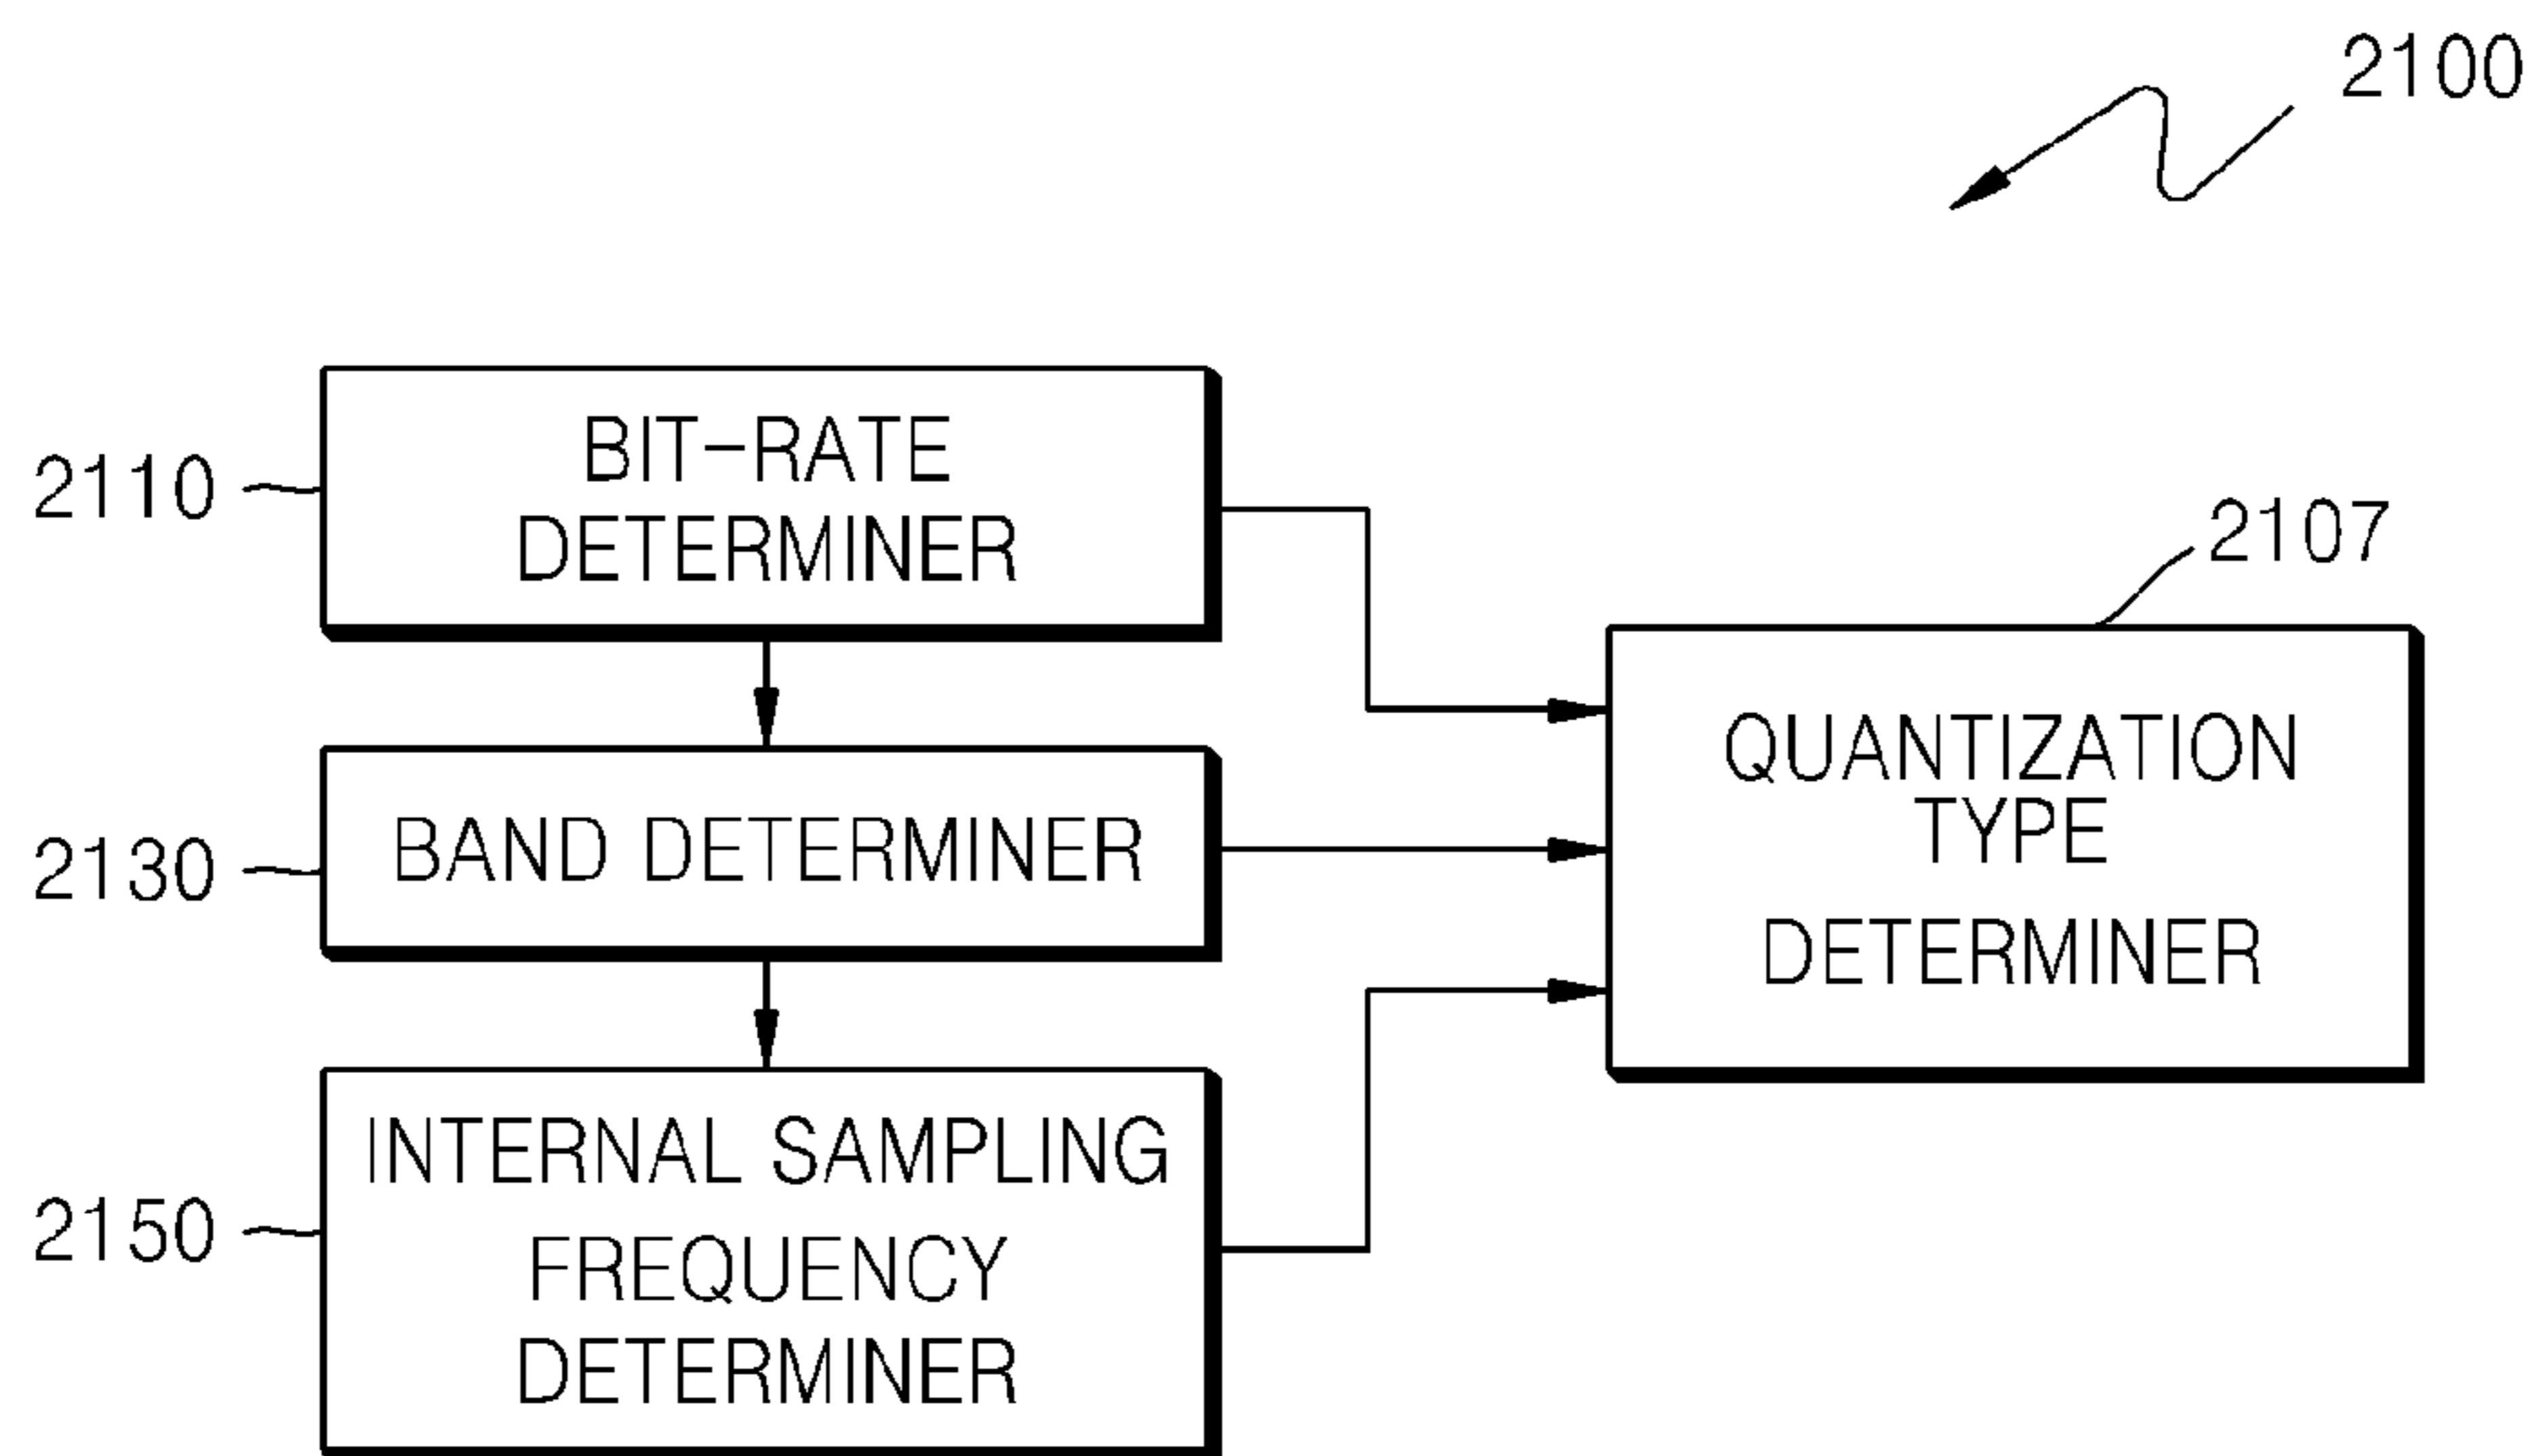 2100
2110
BIT-RATE
DETERMINER
2107
QUANTIZATION
TYPE
DETERMINER
2130
BAND DETERMINER
2150
INTERNAL SAMPLING
FREQUENCY
DETERMINER